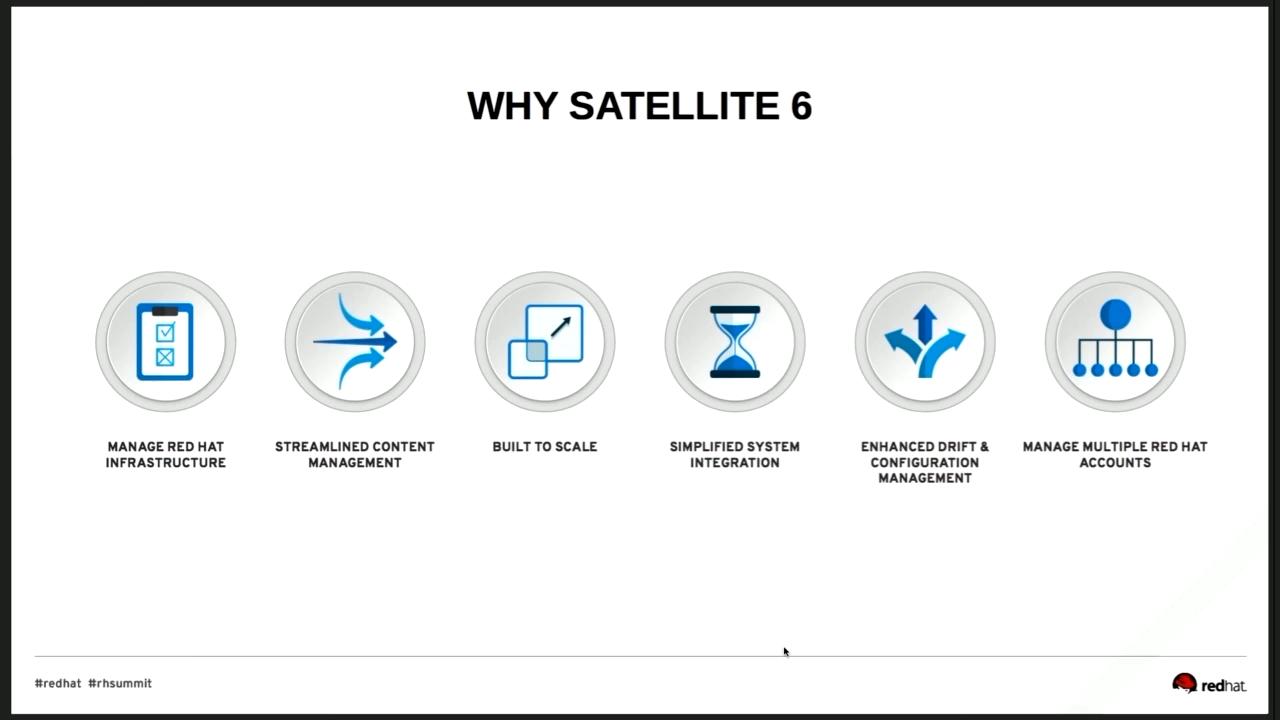 WHY SATELLITE 6
MANAGE RED HAT
INFRASTRUCTURE
STREAMLINED CONTENT
MANAGEMENT
BUILT TO SCALE
SIMPLIFIED SYSTEM
INTEGRATION
ENHANCED DRIFT &
CONFIGURATION
MANAGEMENT
MANAGE MULTIPLE RED HAT
ACCOUNTS
#redhat #rhsummit
redhat.